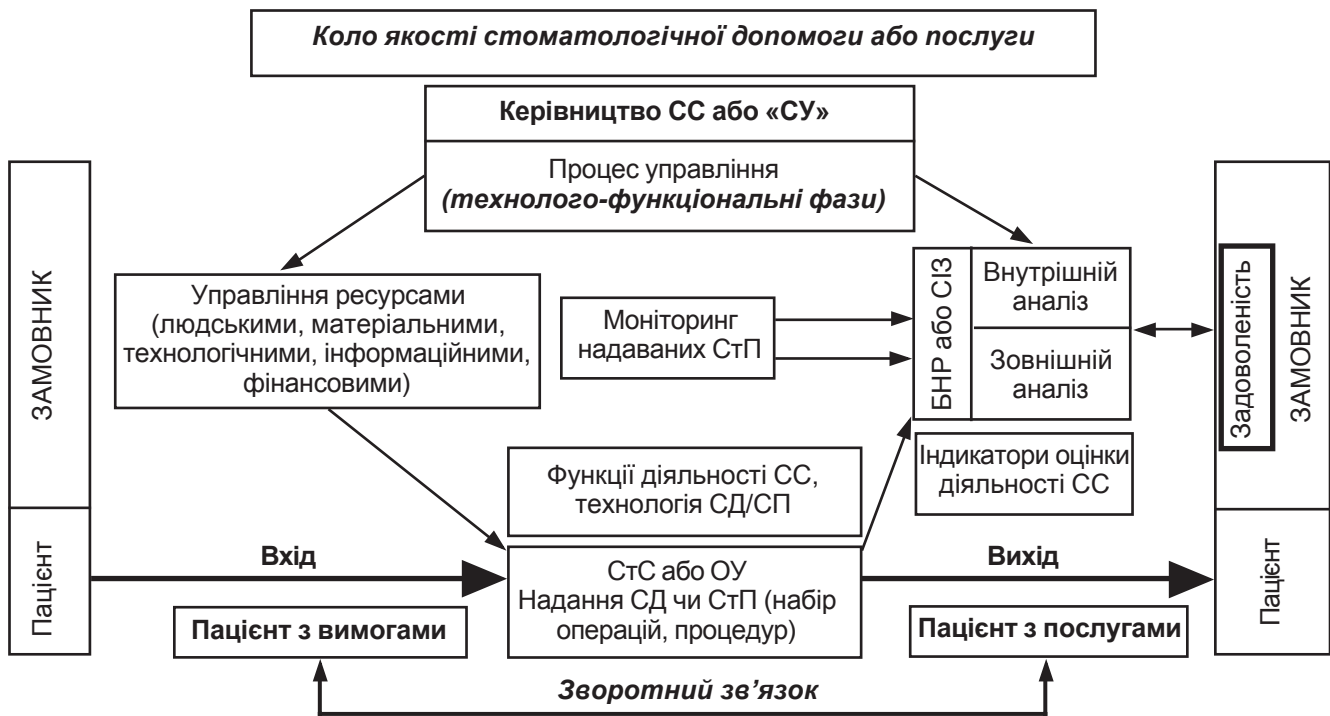 Коло якості стоматологічної допомоги або послуги
Керівництво СС або «СУ»
Процес управління
(технолого-функціональні фази)
ЗАМОВНИК
Пацієнт
Управління ресурсами
(людськими, матеріальними,
технологічними, інформаційними,
фінансовими)
Моніторинг
надаваних СтП
БНР або СІЗ
Внутрішній
аналіз
Зовнішній
аналіз
Задоволеність
ЗАМОВНИК
Пацієнт
Функції діяльності СС,
технологія СД/СП
Індикатори оцінки
діяльності СС
Вхід
СтС або ОУ
Надання СД чи СтП (набір
операцій, процедур)
Вихід
Пацієнт з вимогами
Пацієнт з послугами
Зворотний зв’язок